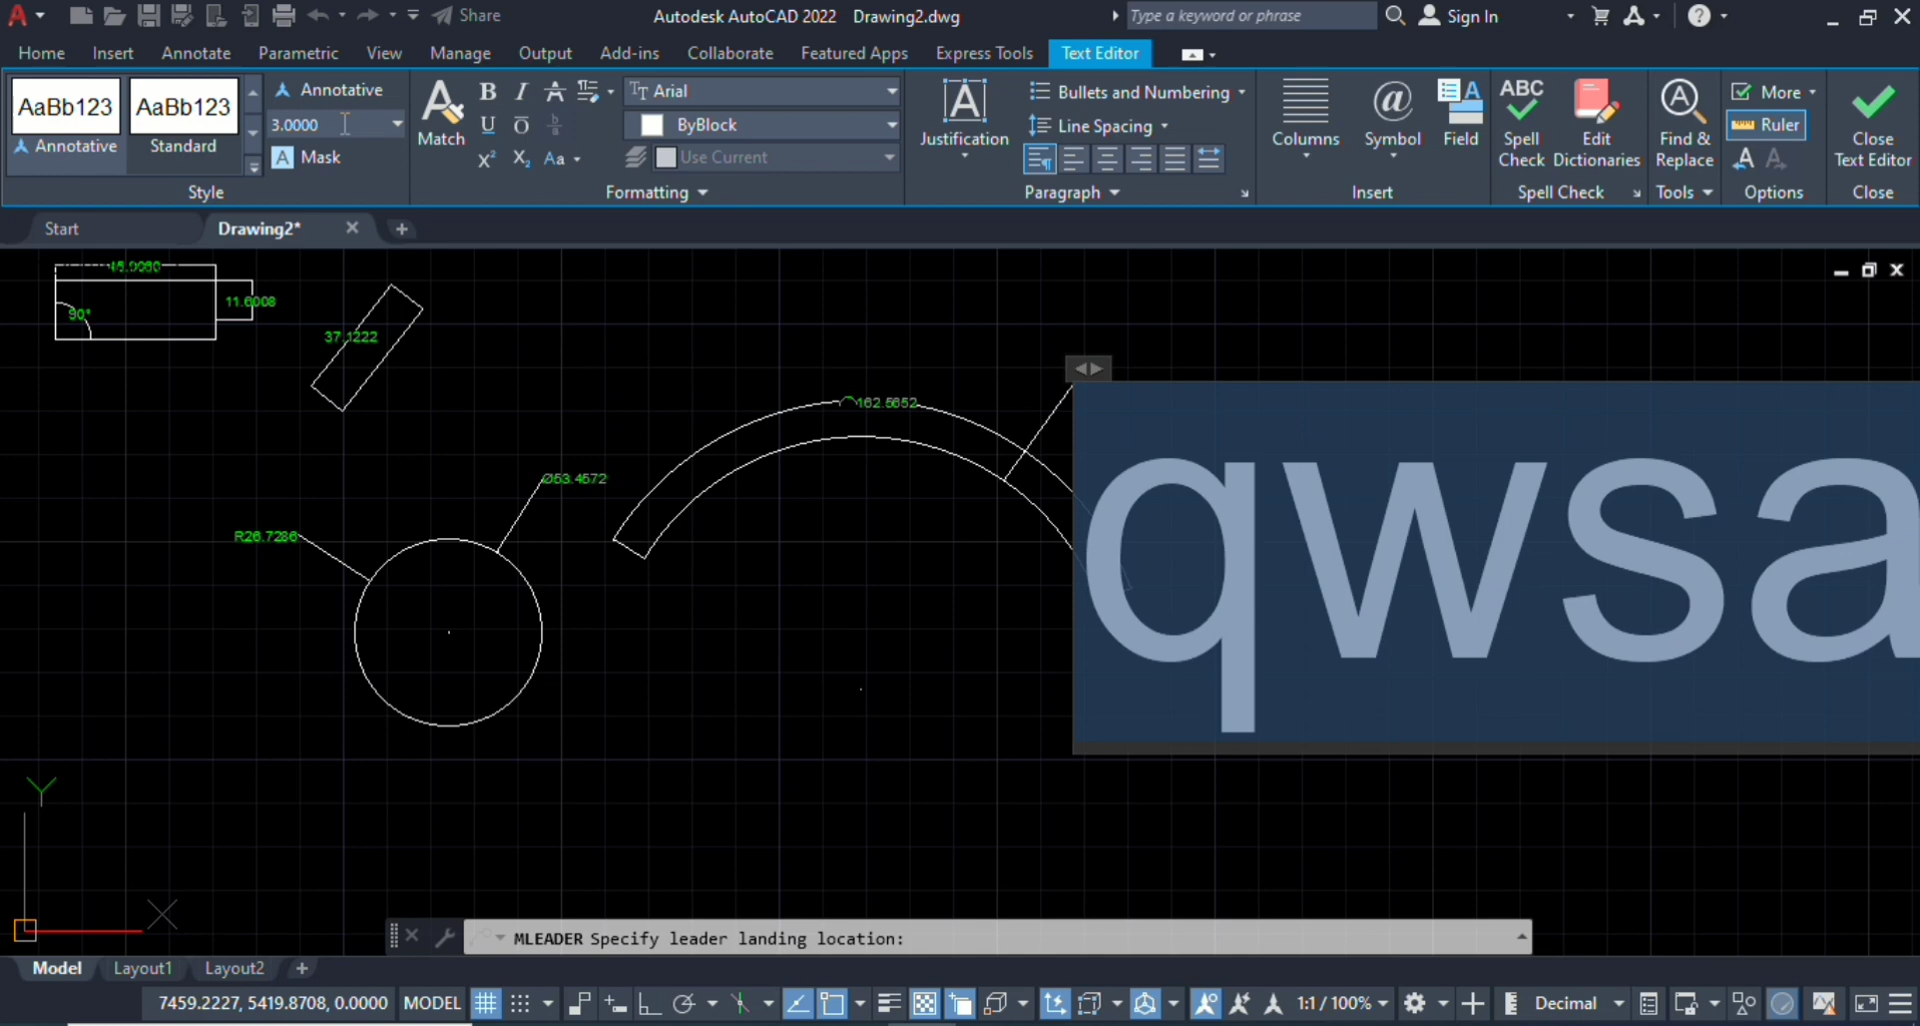 Share
Autodesk AutoCAD 2022 Drawing2.dwg
Type a keyword or phrase
Sign In
Home Insert Annotate Parametric View Manage Output Add-ins Collaborate Featured Apps Express Tools Text Editor
AaBb123 AaBb123
Annotative Standard
Annotative
3.0000
Mask
Style
Match
Arial
ByBlock
Use Current
Formatting
Justification
Bullets and Numbering
Line Spacing
Paragraph
Columns
Symbol
Field
Insert
ABC
Spell Check
Edit Dictionaries
Spell Check
Find & Replace
Tools
More
Ruler
Options
Close Text Editor
Close
Start
Drawing2*
90°
11.6008
37.1222
162.5652
Ø53.4572
R26.7286
qwsa
Y
X
MLEADER Specify leader landing location:
Model Layout1 Layout2
7459.2227, 5419.8708, 0.0000 MODEL
1:1 / 100%
Decimal